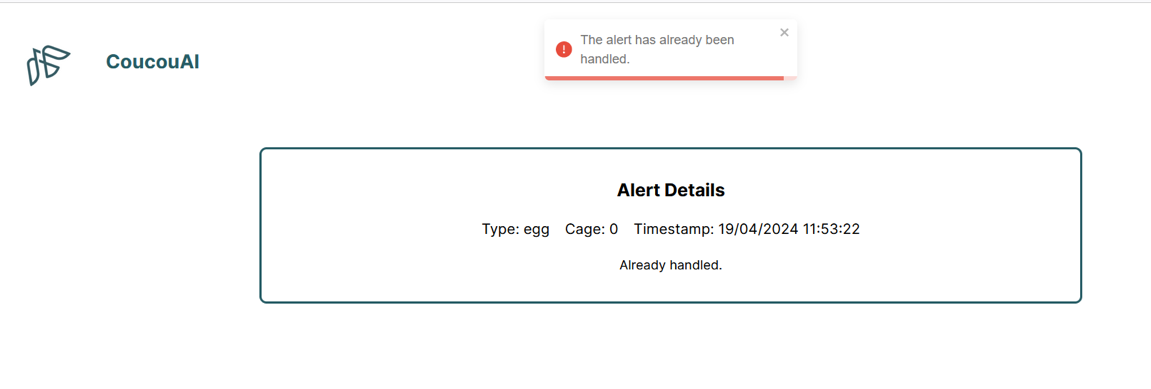 The alert has already been
handled.
CoucouAI
Alert Details
Type: egg Cage: 0 Timestamp: 19/04/2024 11:53:22
Already handled.